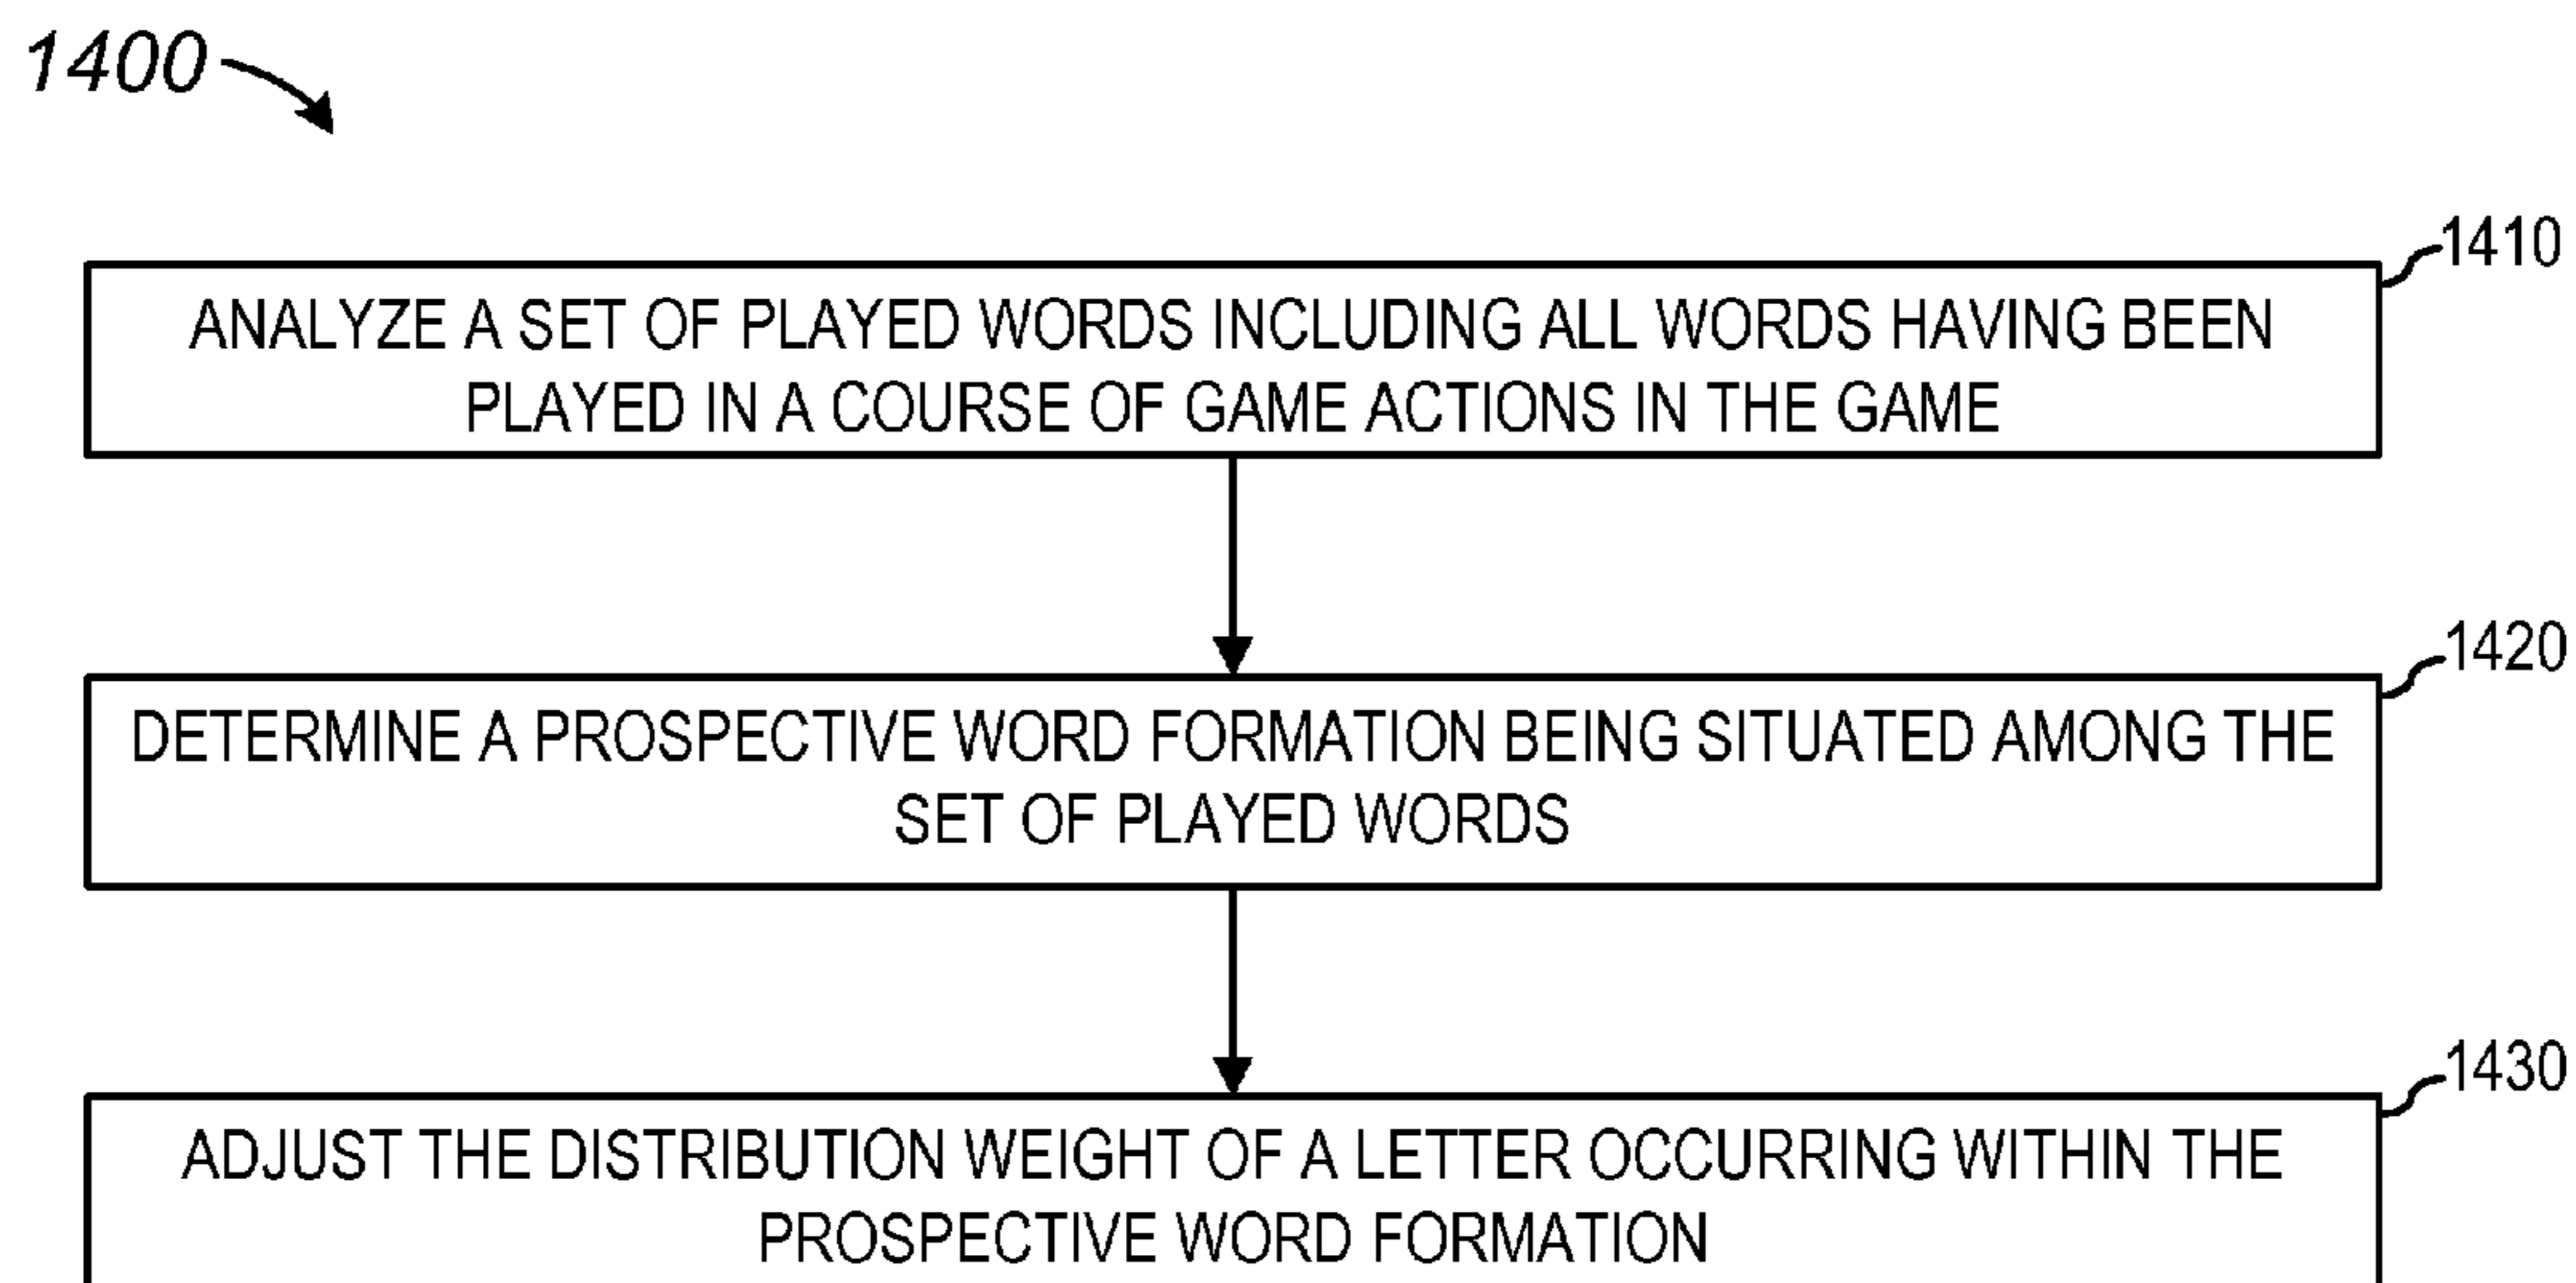 1400
1410
ANALYZE A SET OF PLAYED WORDS INCLUDING ALL WORDS HAVING BEEN
PLAYED IN A COURSE OF GAME ACTIONS IN THE GAME
1420
DETERMINE A PROSPECTIVE WORD FORMATION BEING SITUATED AMONG THE
SET OF PLAYED WORDS
1430
ADJUST THE DISTRIBUTION WEIGHT OF A LETTER OCCURRING WITHIN THE
PROSPECTIVE WORD FORMATION